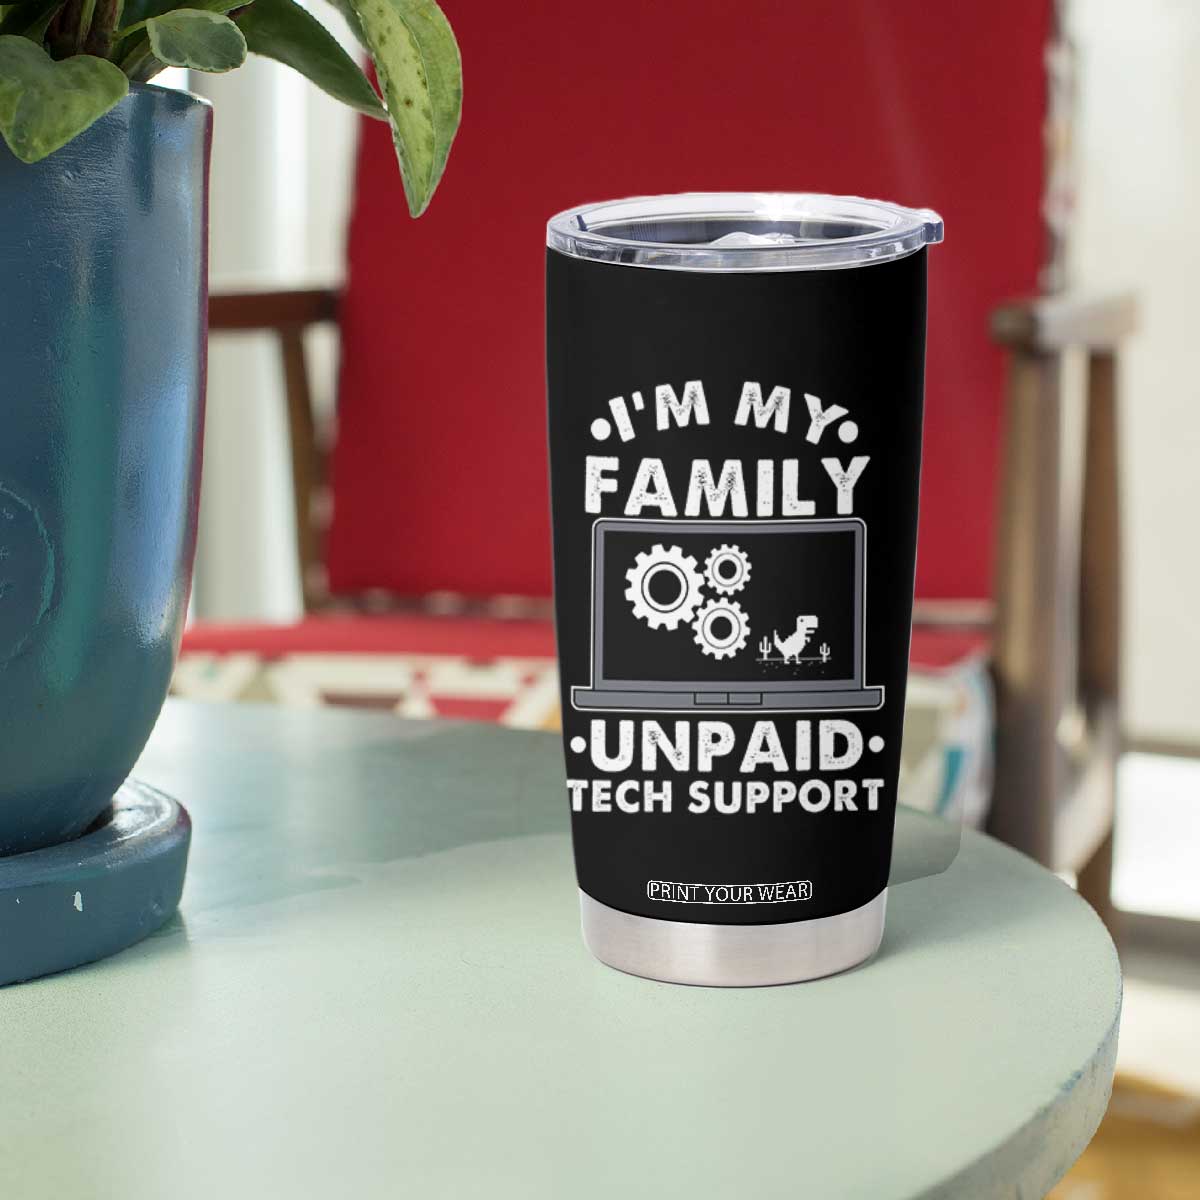 •I'M MY•
FAMILY
•UNPAID•
TECH SUPPORT
PRINT YOUR WEAR